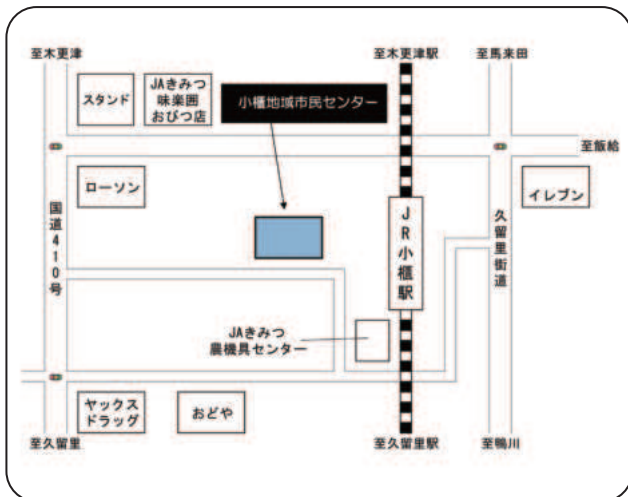 至木更津
至木更津駅
至馬来田
スタンド
JAきみつ
味楽囲
おびつ店
小櫃地域市民センター
至飯給
ローソン
イレブン
国道410号
JR小櫃駅
久留里街道
JAきみつ
農機具センター
ヤックス
ドラッグ
おどや
至久留里
至久留里駅
至鴨川